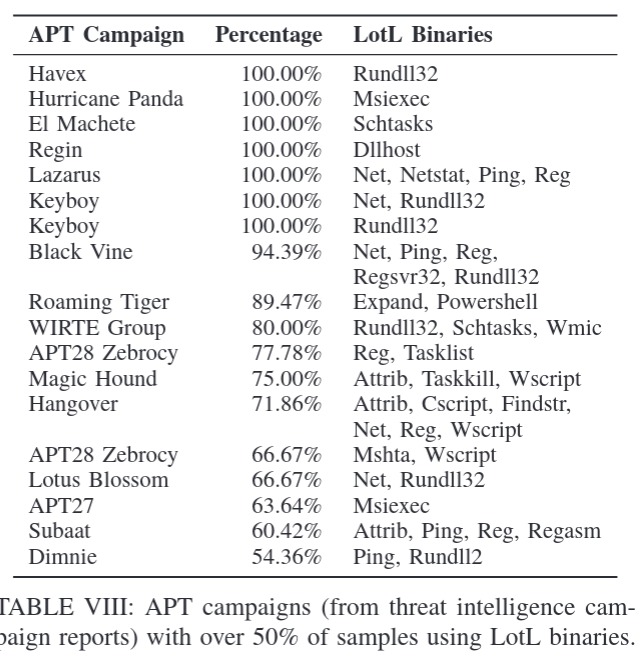 APT Campaign Percentage LotL Binaries
Havex 100.00% Rundll32
Hurricane Panda 100.00% Msiexec
El Machete 100.00% Schtasks
Regin 100.00% Dllhost
Lazarus 100.00% Net, Netstat, Ping, Reg
Keyboy 100.00% Net, Rundll32
Keyboy 100.00% Rundll32
Black Vine 94.39% Net, Ping, Reg,
Regsvr32, Rundll32
Roaming Tiger 89.47% Expand, Powershell
WIRTE Group 80.00% Rundll32, Schtasks, Wmic
APT28 Zebrocy 77.78% Reg, Tasklist
Magic Hound 75.00% Attrib, Taskkill, Wscript
Hangover 71.86% Attrib, Cscript, Findstr,
Net, Reg, Wscript
APT28 Zebrocy 66.67% Mshta, Wscript
Lotus Blossom 66.67% Net, Rundll32
APT27 63.64% Msiexec
Subaat 60.42% Attrib, Ping, Reg, Regasm
Dimnie 54.36% Ping, Rundll2
TABLE VIII: APT campaigns (from threat intelligence cam-
paign reports) with over 50% of samples using LotL binaries.